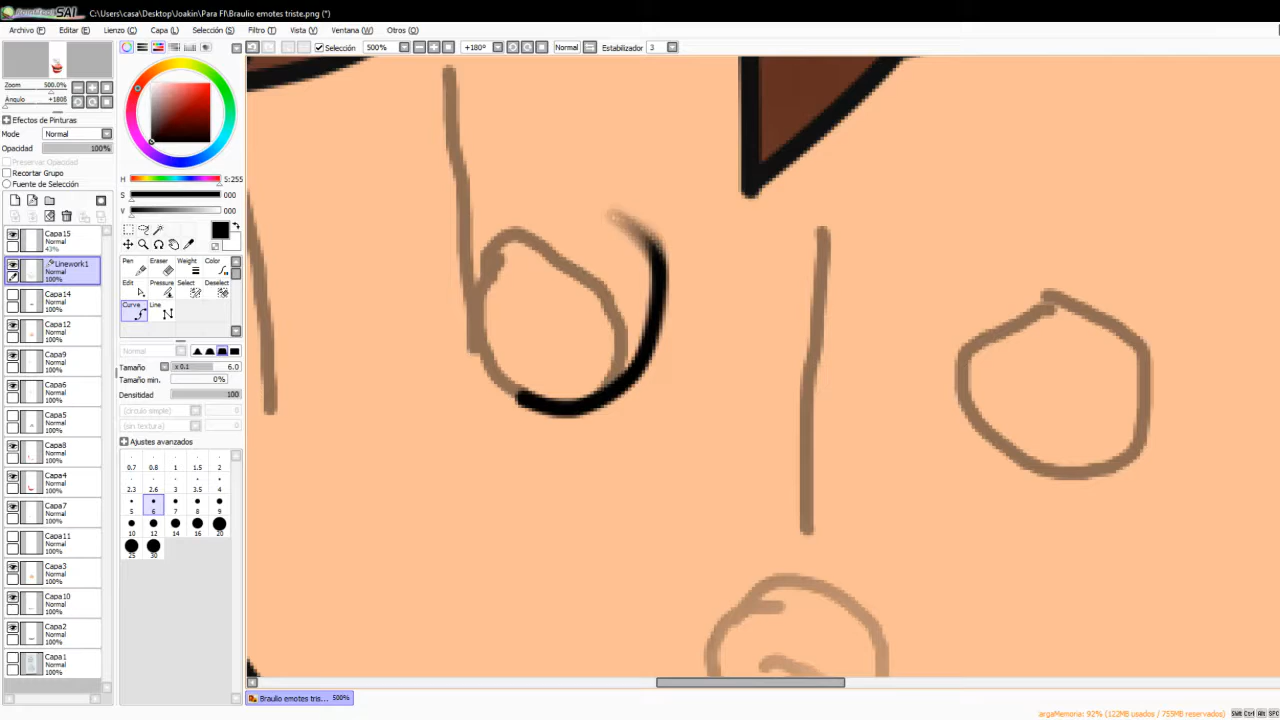 PaintTool SAI C:\Users\casa\Desktop\Joakin\Para Ff\Braulio emotes triste.png (*)
Archivo (F) Editar (E) Lienzo (C) Capa (L) Selección (S) Filtro (T) Vista (V) Ventana (W) Otros (O)
Selección 500% +180° Normal Estabilizador 3
Zoom 500.0%
Ángulo +180§
Efectos de Pinturas
Mode Normal
Opacidad 100%
Preservar Opacidad
Recortar Grupo
Fuente de Selección
Capa15
Normal
43%
Linework1
Normal
100%
Capa14
Normal
100%
Capa12
Normal
100%
Capa9
Normal
100%
Capa6
Normal
100%
Capa5
Normal
100%
Capa8
Normal
100%
Capa4
Normal
100%
Capa7
Normal
100%
Capa11
Normal
100%
Capa3
Normal
100%
Capa10
Normal
100%
Capa2
Normal
100%
Capa1
Normal
100%
H S:255
S 000
V 000
Pen Eraser Weight Color
Edit Pressure Select Deselect
Curve Line
Normal
Tamaño x 0.1 6.0
Tamaño min. 0%
Densitidad 100
(círculo simple) 0
(sin textura) 0
Ajustes avanzados
0.7 0.8 1 1.5 2
2.3 2.6 3 3.5 4
5 6 7 8 9
10 12 14 16 20
25 30
Braulio emotes tris... 500%
argaMemoria: 92% (122MB usados / 755MB reservados) Shift Ctrl Alt SPC